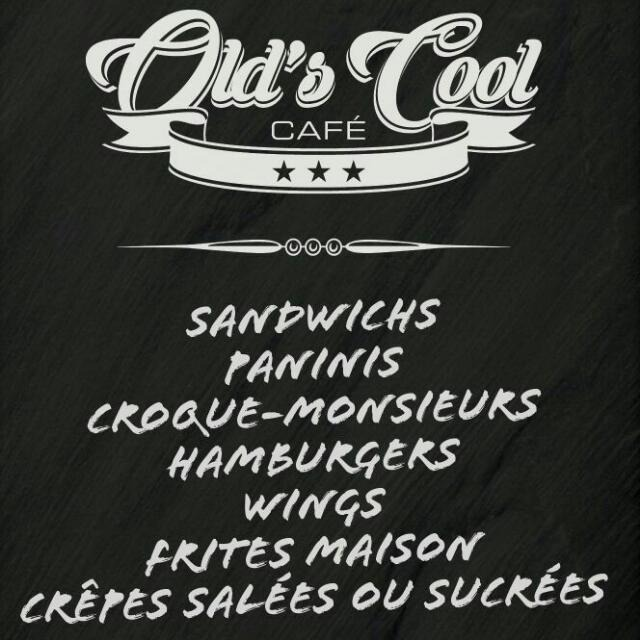 Old's Cool
CAFÉ
SANDWICHS
PANINIS
CROQUE-MONSIEURS
HAMBURGERS
WINGS
FRITES MAISON
CRÊPES SALÉES OU SUCRÉES